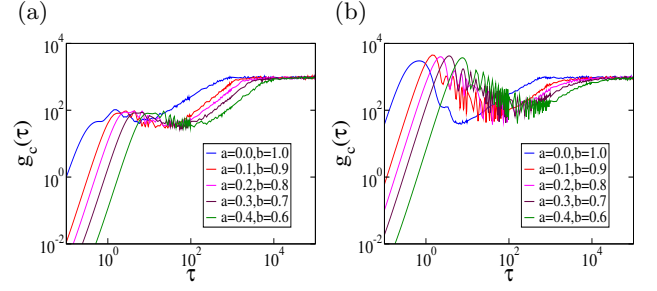 (a)
(b)
g_c(τ)
10^4
10^2
10^0
10^-2
a=0.0,b=1.0
a=0.1,b=0.9
a=0.2,b=0.8
a=0.3,b=0.7
a=0.4,b=0.6
10^0 10^2 10^4
τ
g_c(τ)
10^4
10^2
10^0
10^-2
a=0.0,b=1.0
a=0.1,b=0.9
a=0.2,b=0.8
a=0.3,b=0.7
a=0.4,b=0.6
10^0 10^2 10^4
τ